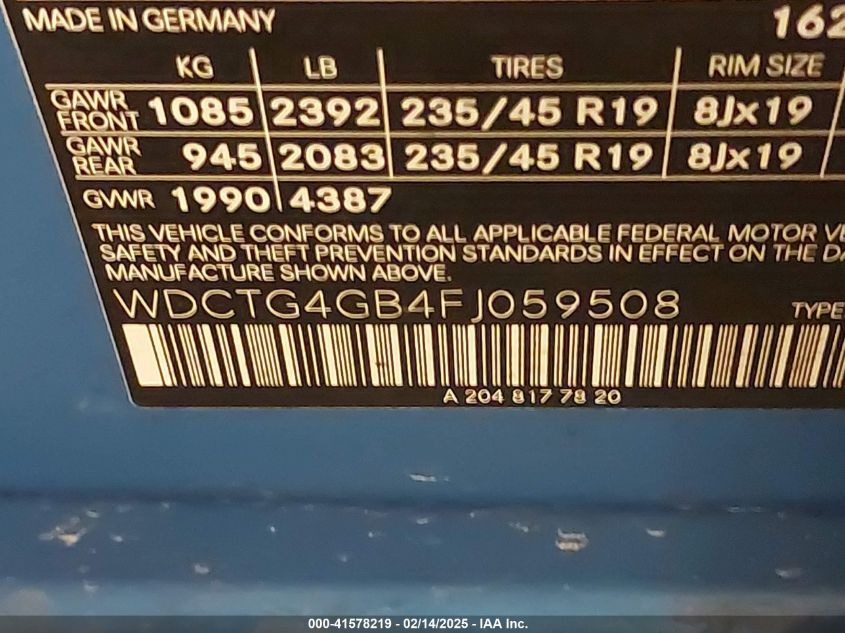 MADE IN GERMANY 162
KG LB TIRES RIM SIZE
GAWR FRONT 1085 2392 235/45 R19 8Jx19
GAWR REAR 945 2083 235/45 R19 8Jx19
GVWR 1990 4387
THIS VEHICLE CONFORMS TO ALL APPLICABLE FEDERAL MOTOR VE
SAFETY AND THEFT PREVENTION STANDARDS IN EFFECT ON THE DA
MANUFACTURE SHOWN ABOVE.
WDCTG4GB4FJ059508 TYPE
A 204 817 78 20
000-41578219 - 02/14/2025 - IAA Inc.